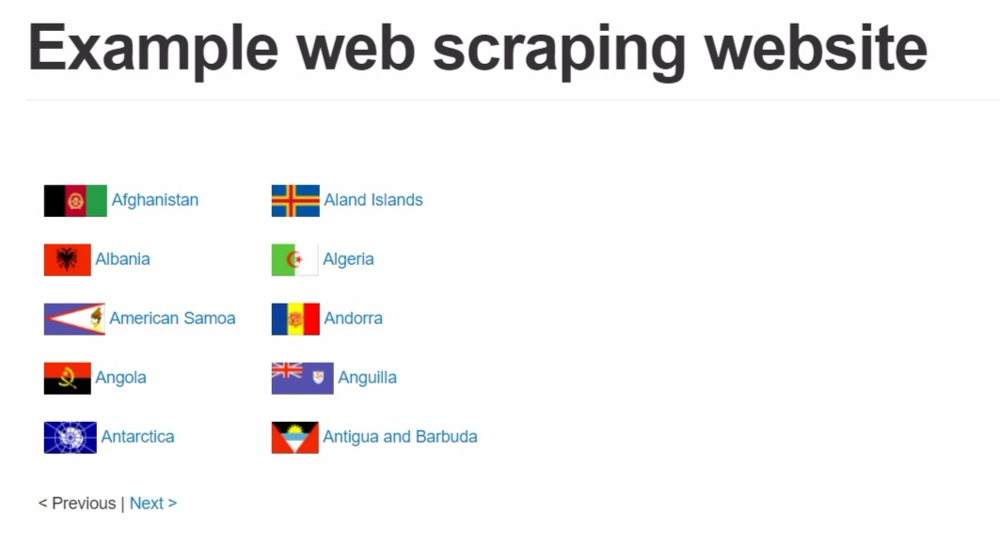 Example web scraping website
Afghanistan Aland Islands
Albania Algeria
American Samoa Andorra
Angola Anguilla
Antarctica Antigua and Barbuda
< Previous | Next >